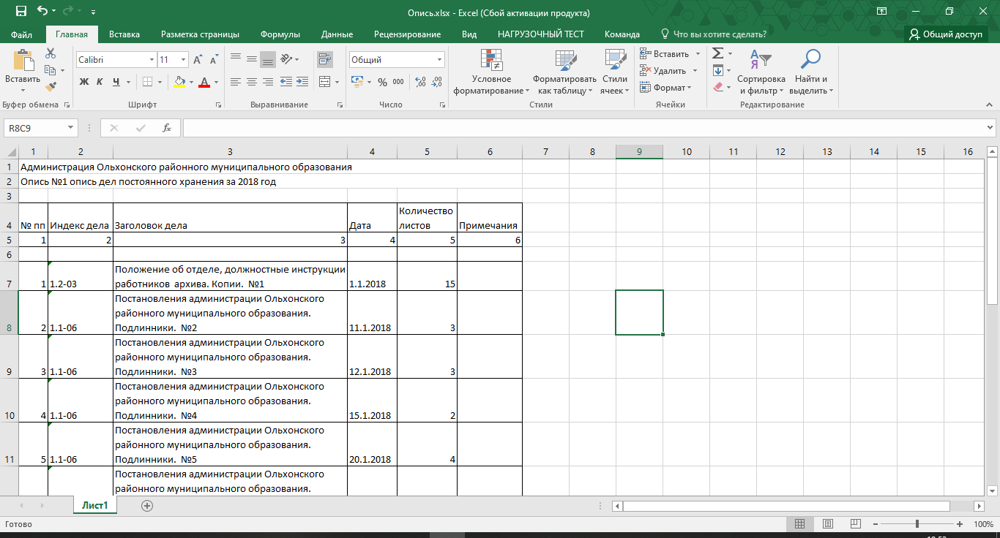 Опись.xlsx - Excel (Сбой активации продукта)
Файл Главная Вставка Разметка страницы Формулы Данные Рецензирование Вид НАГРУЗОЧНЫЙ ТЕСТ Команда Что вы хотите сделать? Общий доступ
Вставить
Буфер обмена
Calibri 11
Ж К Ч А
Шрифт
Выравнивание
Общий
% 000
Число
Условное форматирование
Форматировать как таблицу
Стили ячеек
Стили
Вставить
Удалить
Формат
Ячейки
Сортировка и фильтр
Найти и выделить
Редактирование
R8C9 fx
1 2 3 4 5 6 7 8 9 10 11 12 13 14 15 16
1 Администрация Ольхонского районного муниципального образования
2 Опись №1 опись дел постоянного хранения за 2018 год
3
4 № пп Индекс дела Заголовок дела Дата Количество листов Примечания
5 1 2 3 4 5 6
6
Положение об отделе, должностные инструкции
7 1 1.2-03 работников архива. Копии. №1 1.1.2018 15
Постановления администрации Ольхонского
районного муниципального образования.
8 2 1.1-06 Подлинники. №2 11.1.2018 3
Постановления администрации Ольхонского
районного муниципального образования.
9 3 1.1-06 Подлинники. №3 12.1.2018 3
Постановления администрации Ольхонского
районного муниципального образования.
10 4 1.1-06 Подлинники. №4 15.1.2018 2
Постановления администрации Ольхонского
районного муниципального образования.
11 5 1.1-06 Подлинники. №5 20.1.2018 4
Постановления администрации Ольхонского
районного муниципального образования.
Лист1
Готово 100%